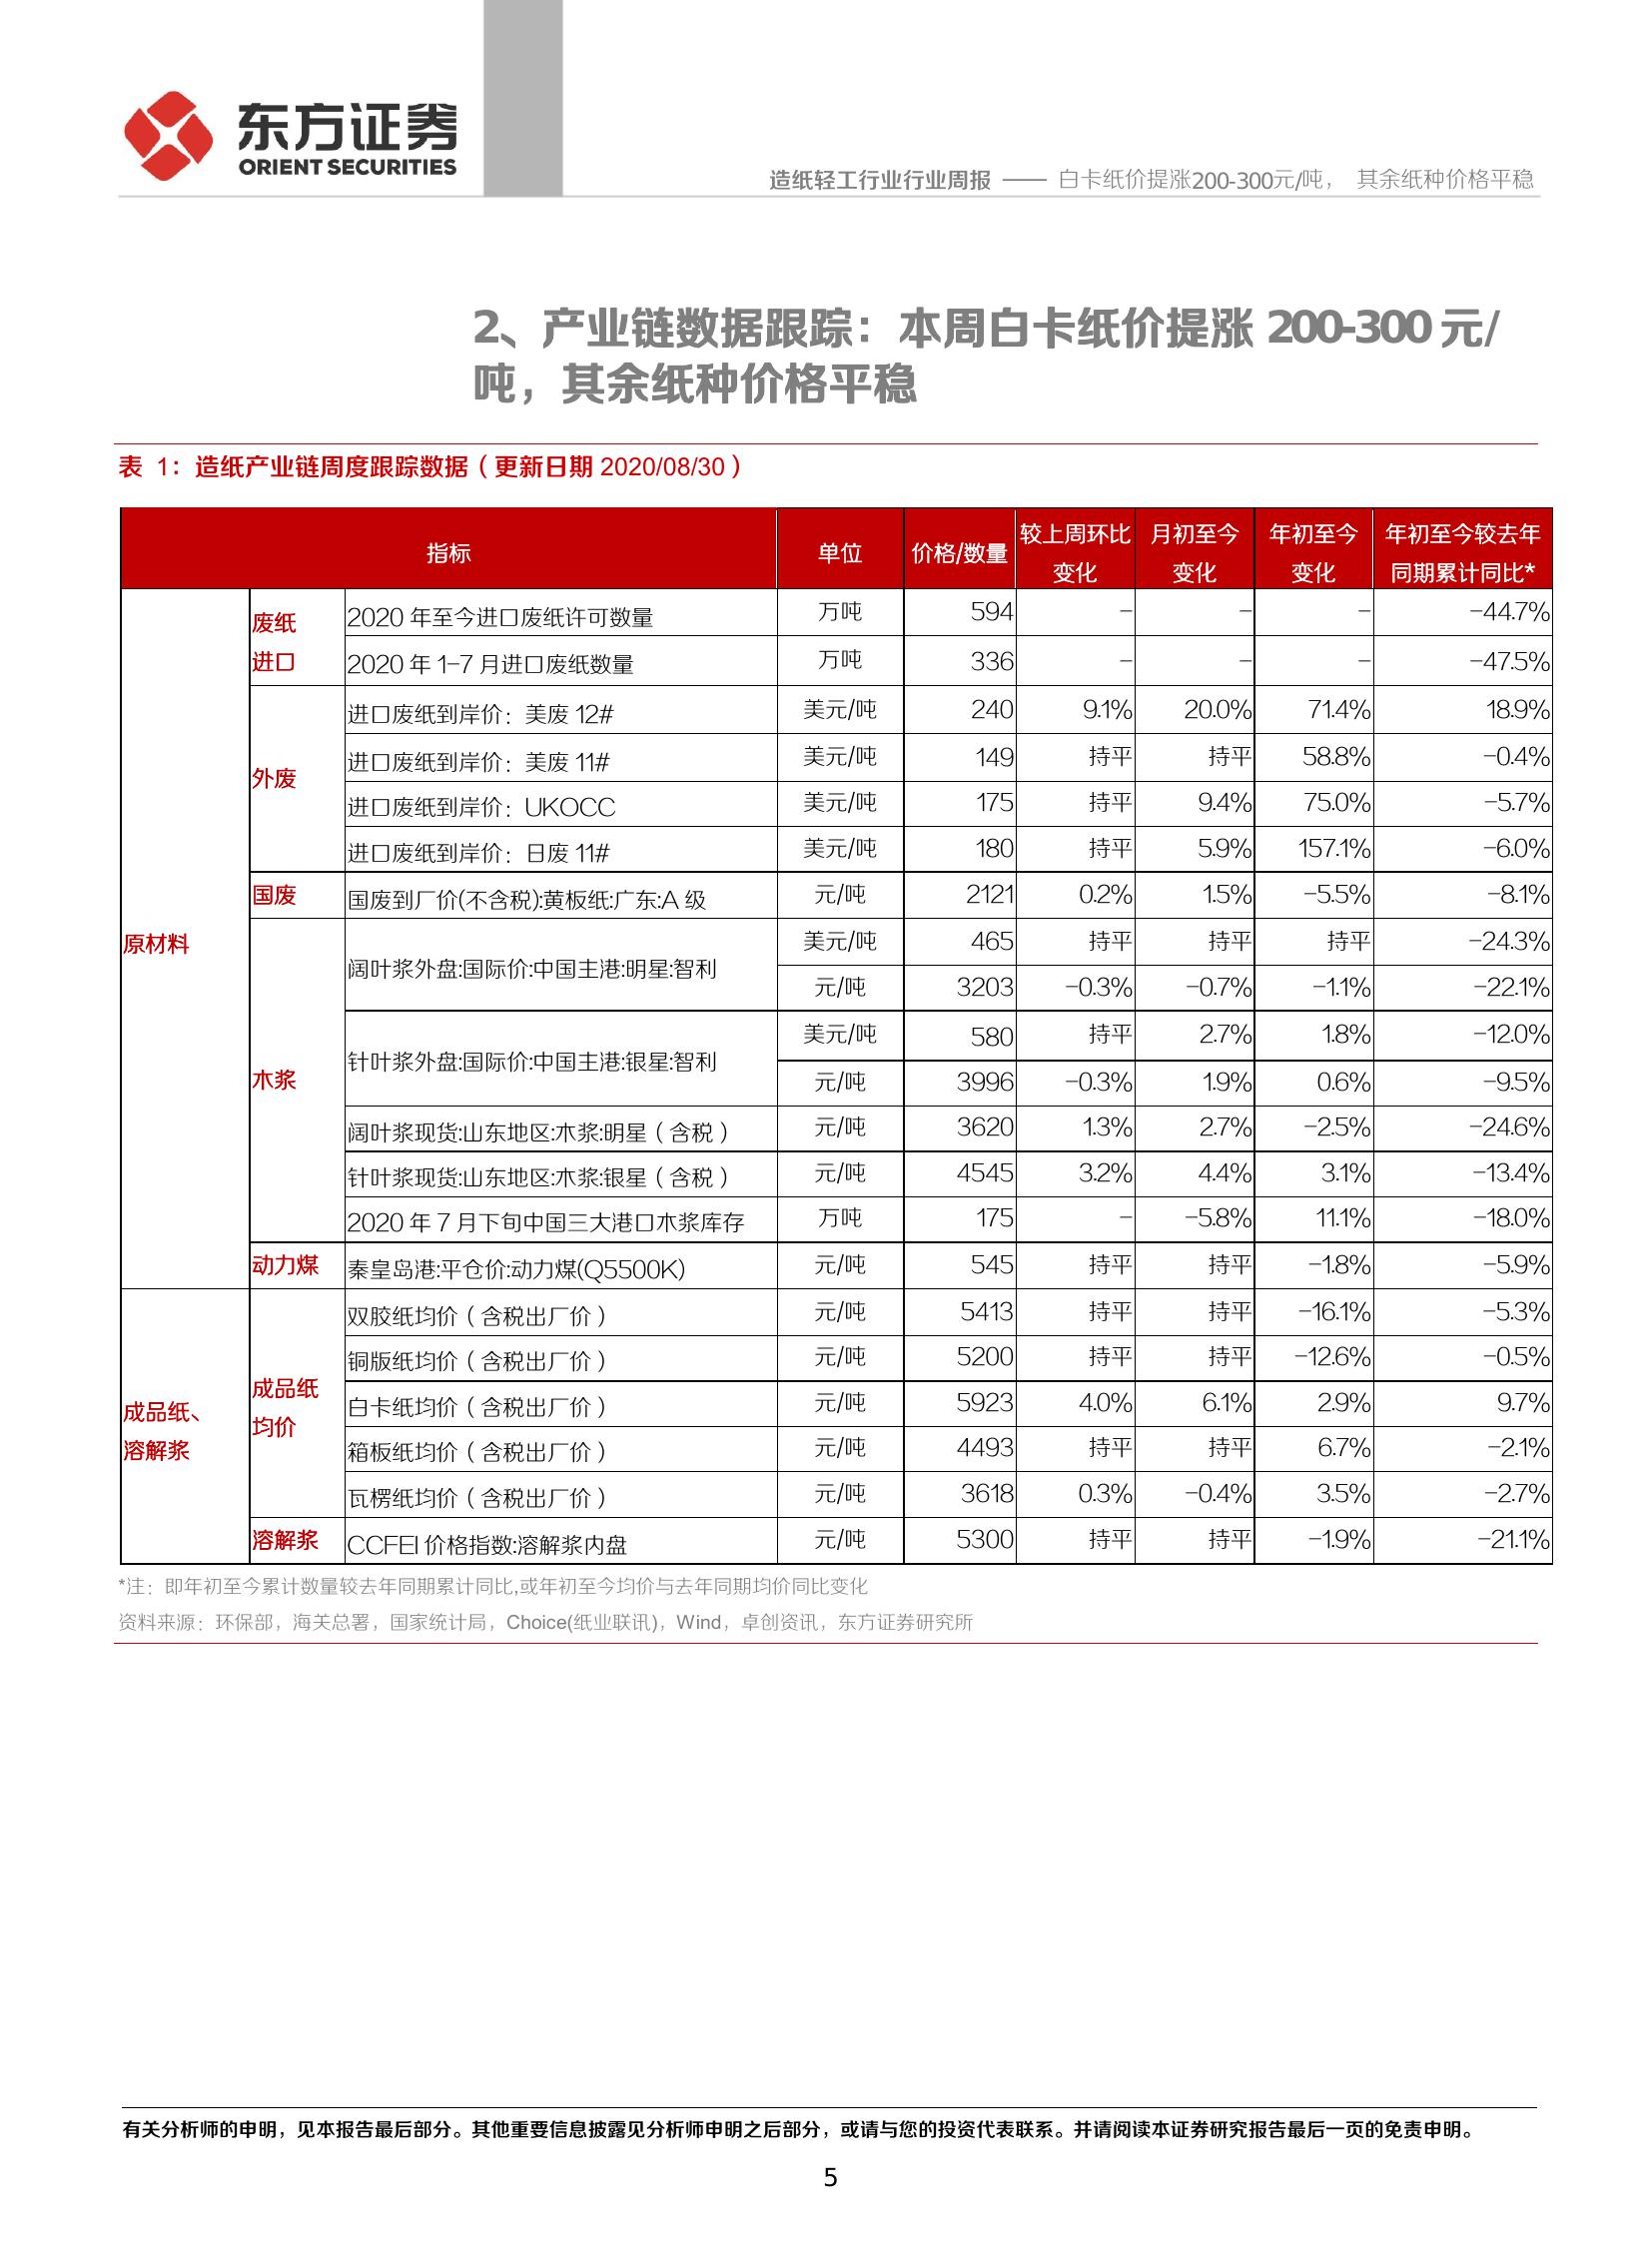 东方证券
ORIENT SECURITIES
造纸轻工行业行业周报 —— 白卡纸价提涨200-300元/吨， 其余纸种价格平稳
2、产业链数据跟踪：本周白卡纸价提涨 200-300 元/
吨，其余纸种价格平稳
表 1：造纸产业链周度跟踪数据（更新日期 2020/08/30）
指标 单位 价格/数量 较上周环比变化 月初至今变化 年初至今变化 年初至今较去年同期累计同比*
原材料 废纸进口 2020 年至今进口废纸许可数量 万吨 594 - - - -44.7%
2020 年 1-7 月进口废纸数量 万吨 336 - - - -47.5%
外废 进口废纸到岸价：美废 12# 美元/吨 240 9.1% 20.0% 71.4% 18.9%
进口废纸到岸价：美废 11# 美元/吨 149 持平 持平 58.8% -0.4%
进口废纸到岸价：UKOCC 美元/吨 175 持平 9.4% 75.0% -5.7%
进口废纸到岸价：日废 11# 美元/吨 180 持平 5.9% 157.1% -6.0%
国废 国废到厂价(不含税):黄板纸:广东:A 级 元/吨 2121 0.2% 1.5% -5.5% -8.1%
木浆 阔叶浆外盘:国际价:中国主港:明星:智利 美元/吨 465 持平 持平 持平 -24.3%
元/吨 3203 -0.3% -0.7% -1.1% -22.1%
针叶浆外盘:国际价:中国主港:银星:智利 美元/吨 580 持平 2.7% 1.8% -12.0%
元/吨 3996 -0.3% 1.9% 0.6% -9.5%
阔叶浆现货:山东地区:木浆:明星（含税） 元/吨 3620 1.3% 2.7% -2.5% -24.6%
针叶浆现货:山东地区:木浆:银星（含税） 元/吨 4545 3.2% 4.4% 3.1% -13.4%
2020 年 7 月下旬中国三大港口木浆库存 万吨 175 - -5.8% 11.1% -18.0%
动力煤 秦皇岛港:平仓价:动力煤(Q5500K) 元/吨 545 持平 持平 -1.8% -5.9%
成品纸、溶解浆 成品纸均价 双胶纸均价（含税出厂价） 元/吨 5413 持平 持平 -16.1% -5.3%
铜版纸均价（含税出厂价） 元/吨 5200 持平 持平 -12.6% -0.5%
白卡纸均价（含税出厂价） 元/吨 5923 4.0% 6.1% 2.9% 9.7%
箱板纸均价（含税出厂价） 元/吨 4493 持平 持平 6.7% -2.1%
瓦楞纸均价（含税出厂价） 元/吨 3618 0.3% -0.4% 3.5% -2.7%
溶解浆 CCFEI 价格指数:溶解浆内盘 元/吨 5300 持平 持平 -1.9% -21.1%
*注：即年初至今累计数量较去年同期累计同比,或年初至今均价与去年同期均价同比变化
资料来源：环保部，海关总署，国家统计局，Choice(纸业联讯)，Wind，卓创资讯，东方证券研究所
有关分析师的申明，见本报告最后部分。其他重要信息披露见分析师申明之后部分，或请与您的投资代表联系。并请阅读本证券研究报告最后一页的免责申明。
5